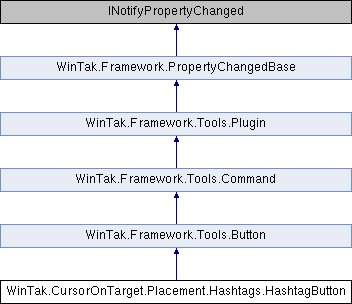 INotifyPropertyChanged
WinTak.Framework.PropertyChangedBase
WinTak.Framework.Tools.Plugin
WinTak.Framework.Tools.Command
WinTak.Framework.Tools.Button
WinTak.CursorOnTarget.Placement.Hashtags.HashtagButton